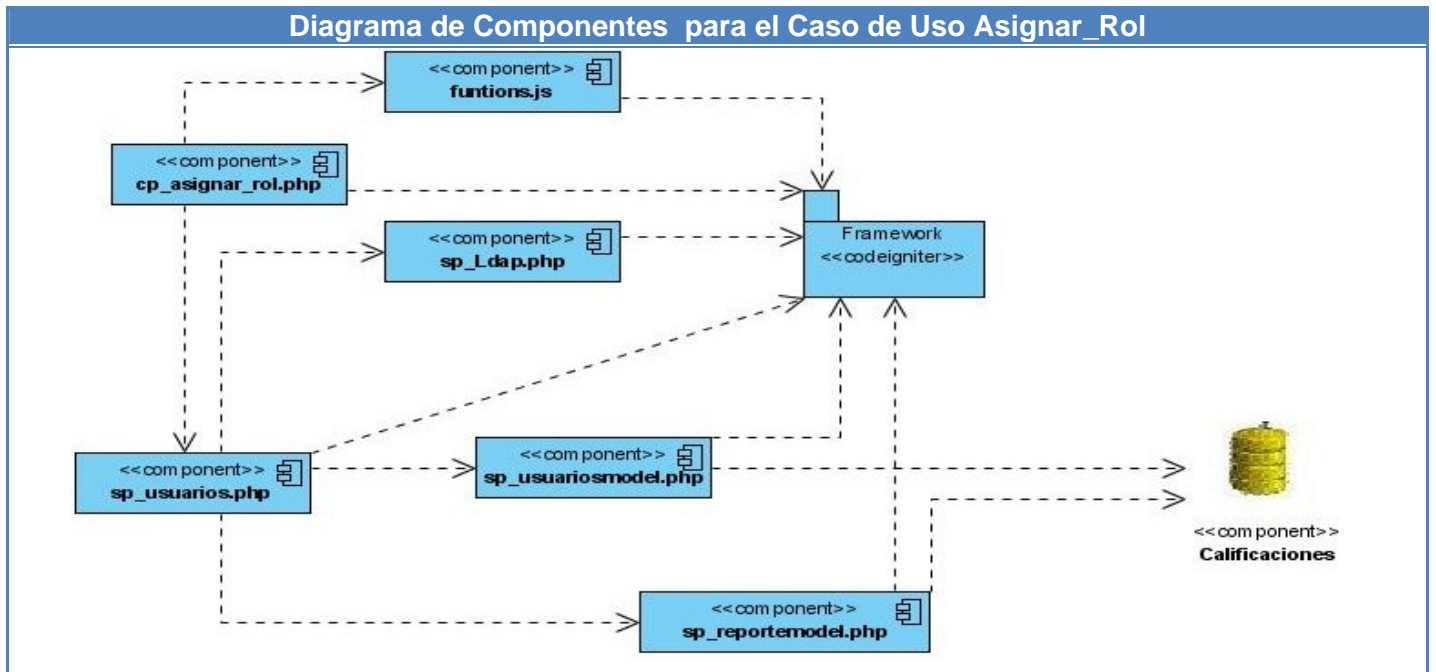 Diagrama de Componentes para el Caso de Uso Asignar_Rol
<<component>>
funtions.js
<<component>>
cp_asignar_rol.php
<<component>>
sp_Ldap.php
Framework
<<codeigniter>>
<<component>>
sp_usuarios.php
<<component>>
sp_usuariosmodel.php
<<component>>
Calificaciones
<<component>>
sp_reportemodel.php